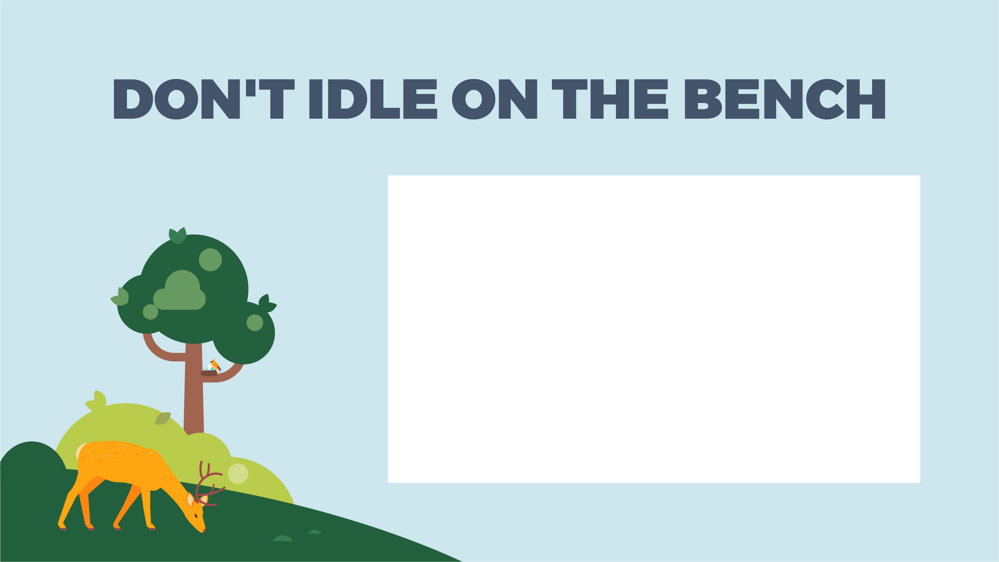 DON'T IDLE ON THE BENCH